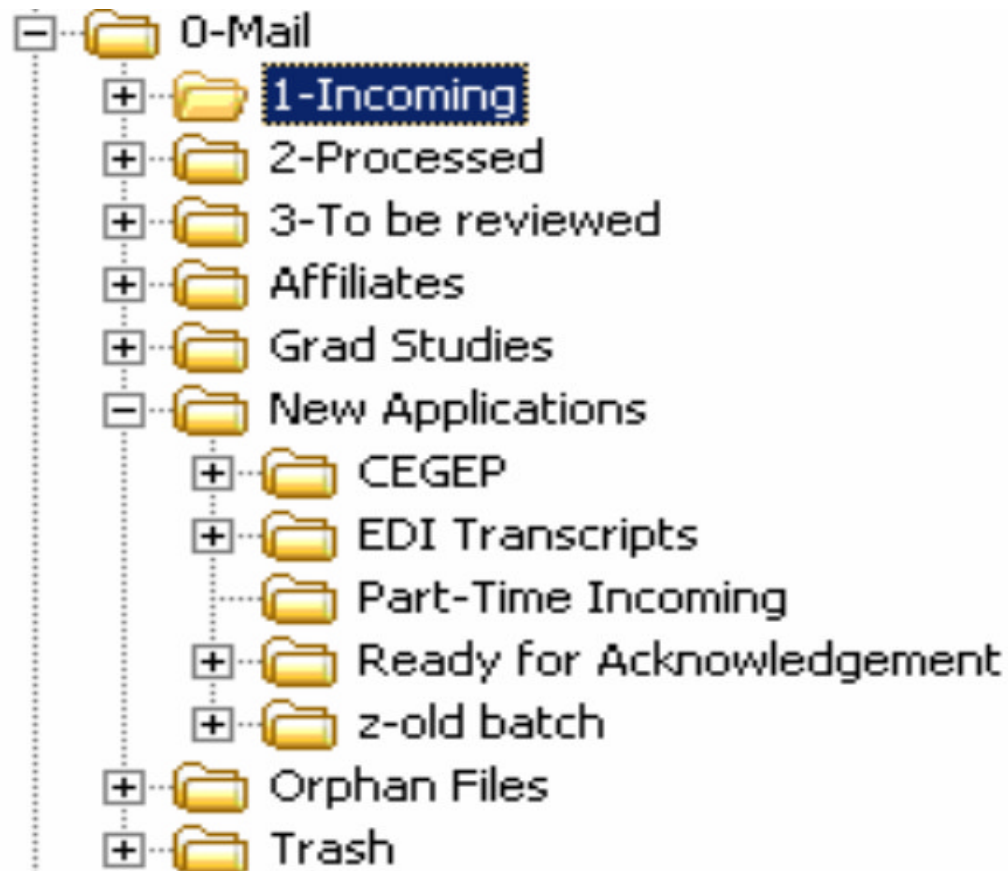 0-Mail
1-Incoming
2-Processed
3-To be reviewed
Affiliates
Grad Studies
New Applications
CEGEP
EDI Transcripts
Part-Time Incoming
Ready for Acknowledgement
z-old batch
Orphan Files
Trash